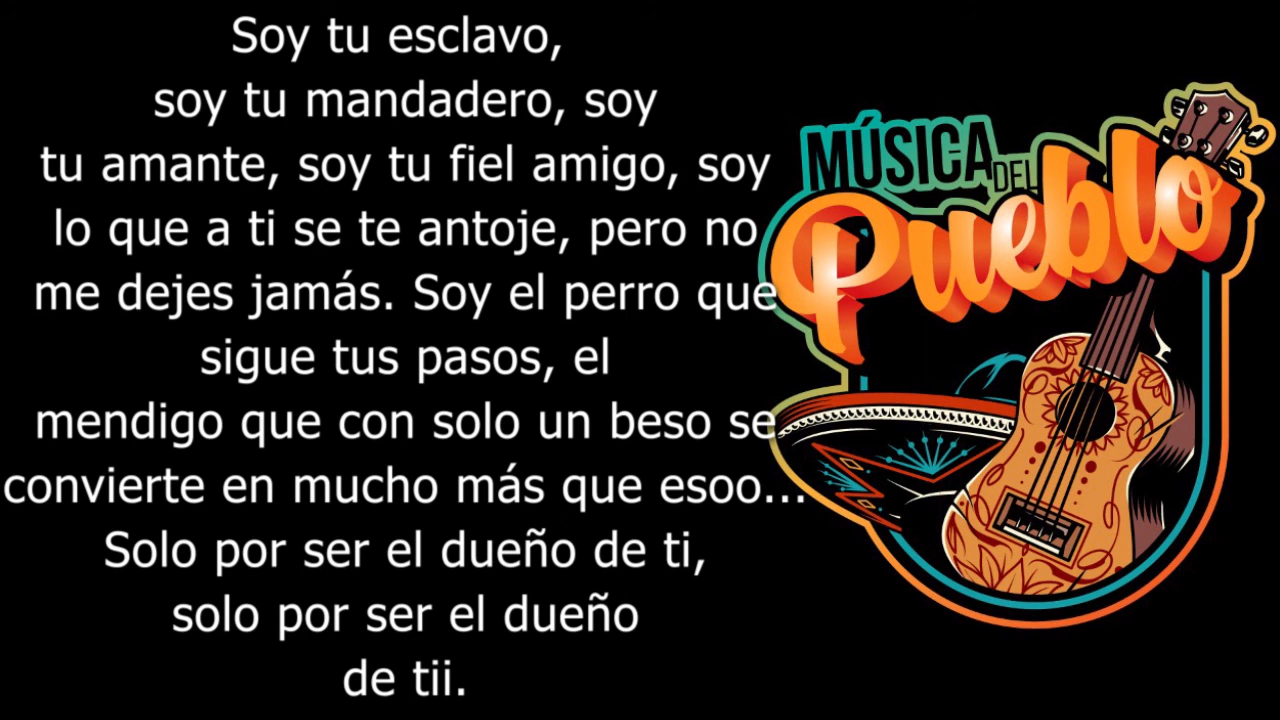 Soy tu esclavo,
soy tu mandadero, soy
tu amante, soy tu fiel amigo, soy
lo que a ti se te antoje, pero no
me dejes jamás. Soy el perro que
sigue tus pasos, el
mendigo que con solo un beso se
convierte en mucho más que esoo...
Solo por ser el dueño de ti,
solo por ser el dueño
de tii.
MÚSICA DEL
Pueblo